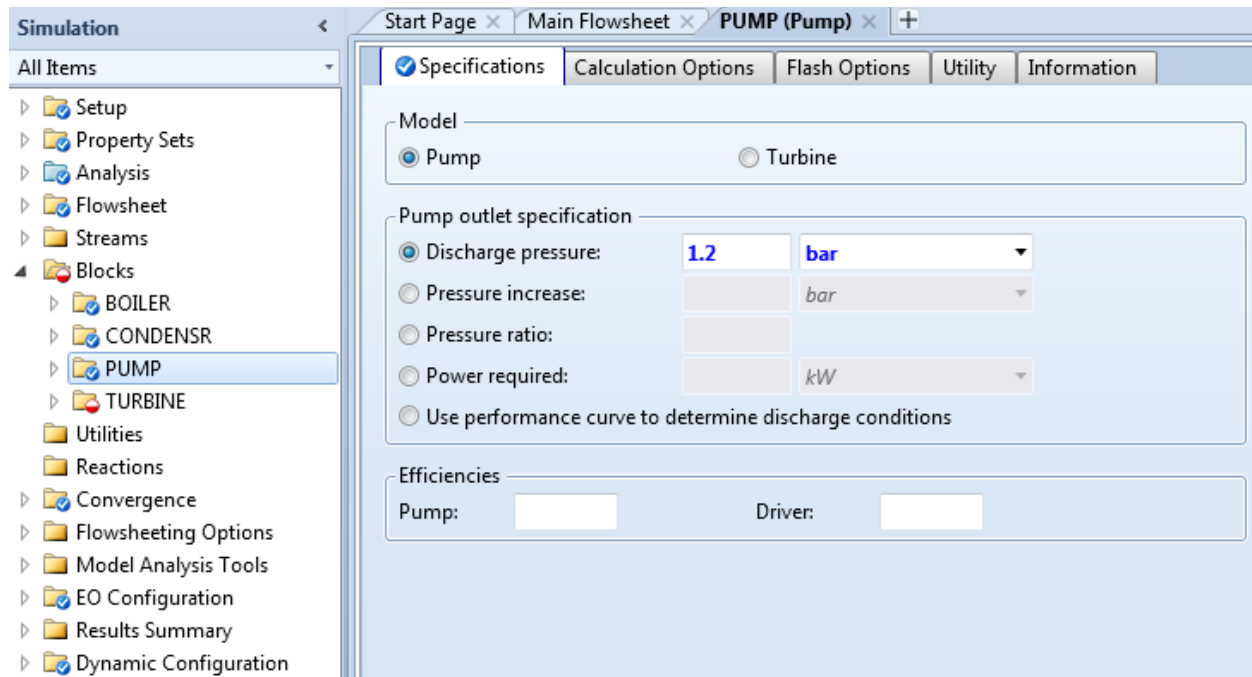 Simulation
All Items
Setup
Property Sets
Analysis
Flowsheet
Streams
Blocks
BOILER
CONDENSR
PUMP
TURBINE
Utilities
Reactions
Convergence
Flowsheeting Options
Model Analysis Tools
EO Configuration
Results Summary
Dynamic Configuration
Start Page Main Flowsheet PUMP (Pump)
Specifications Calculation Options Flash Options Utility Information
Model
Pump Turbine
Pump outlet specification
Discharge pressure: 1.2 bar
Pressure increase: bar
Pressure ratio:
Power required: kW
Use performance curve to determine discharge conditions
Efficiencies
Pump: Driver: